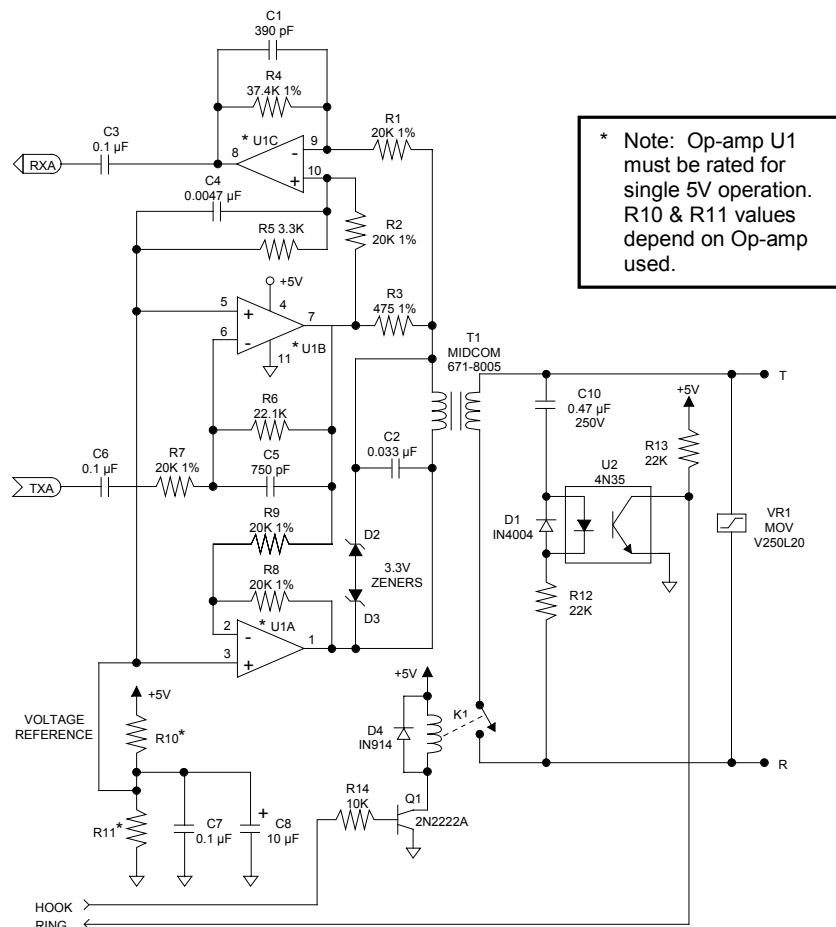 C1
390 pF
R4
37.4K 1%
* U1C
9
8
10
-
+
R1
20K 1%
C3
0.1 µF
RXA
C4
0.0047 µF
R5 3.3K
R2
20K 1%
* Note: Op-amp U1
must be rated for
single 5V operation.
R10 & R11 values
depend on Op-amp
used.
+5V
4
5
6
7
+
-
11
* U1B
R3
475 1%
T1
MIDCOM
671-8005
T
R6
22.1K
C2
0.033 µF
C10
0.47 µF
250V
+5V
R13
22K
C6
0.1 µF
R7
20K 1%
C5
750 pF
TXA
U2
4N35
D1
IN4004
VR1
MOV
V250L20
R9
20K 1%
R8
20K 1%
D2
3.3V
ZENERS
D3
R12
22K
2
3
-
+
* U1A
1
+5V
VOLTAGE
REFERENCE
R10*
+5V
D4
IN914
K1
R
R11*
C7
0.1 µF
+
C8
10 µF
R14
10K
Q1
2N2222A
HOOK
RING